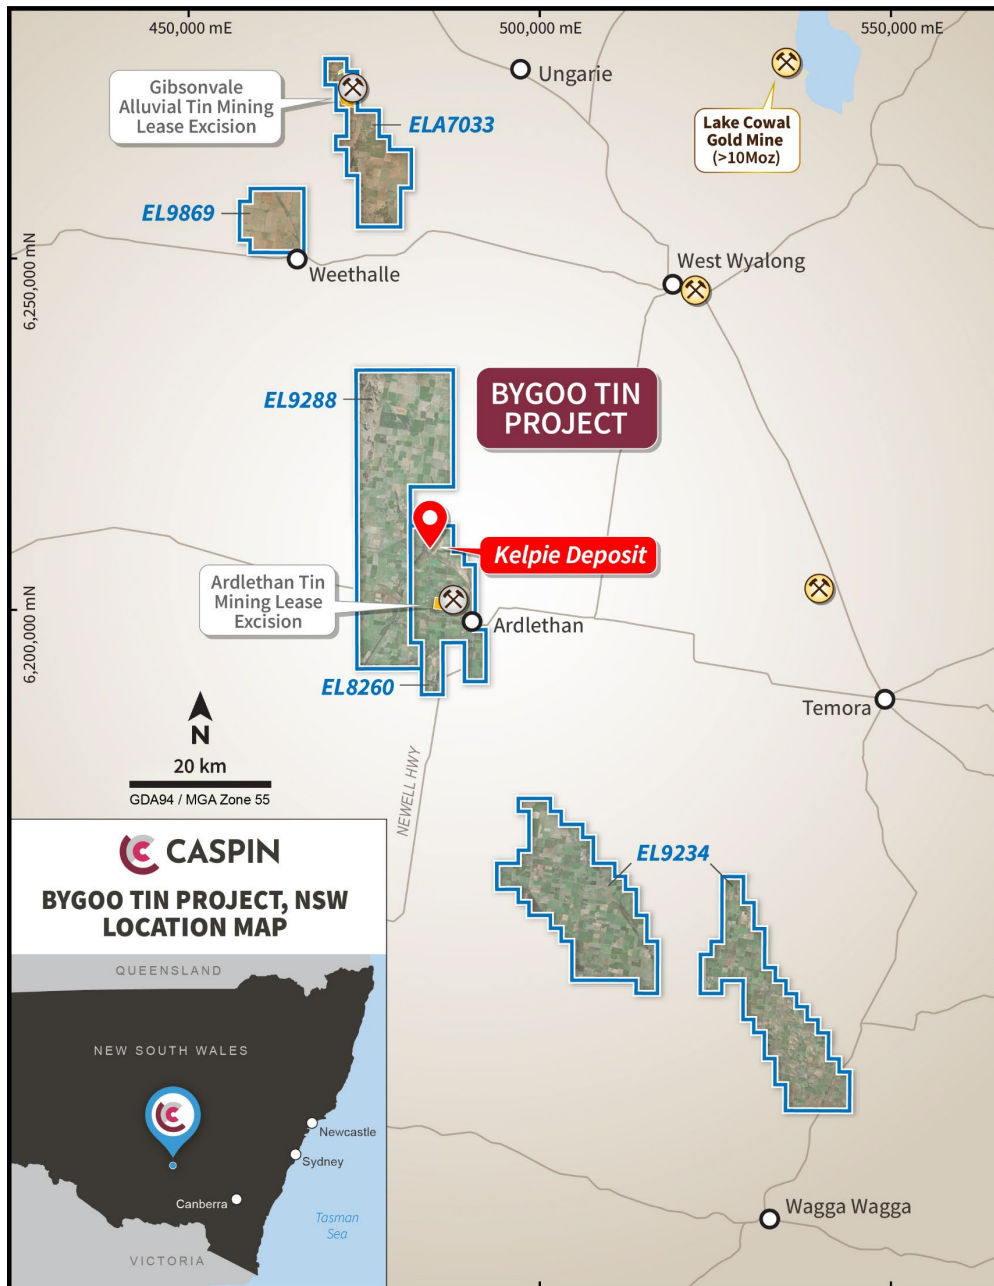 450,000 mE
500,000 mE
550,000 mE
Ungarie
Gibsonvale
Alluvial Tin Mining
Lease Excision
ELA7033
Lake Cowal
Gold Mine
(>10Moz)
EL9869
Weethalle
West Wyalong
6,250,000 mN
EL9288
BYGOO TIN
PROJECT
Kelpie Deposit
Ardlethan Tin
Mining Lease
Excision
Ardlethan
6,200,000 mN
EL8260
Temora
N
20 km
GDA94 / MGA Zone 55
NEWELL HWY
EL9234
CASPIN
BYGOO TIN PROJECT, NSW
LOCATION MAP
QUEENSLAND
NEW SOUTH WALES
Newcastle
Sydney
Canberra
Tasman
Sea
VICTORIA
Wagga Wagga